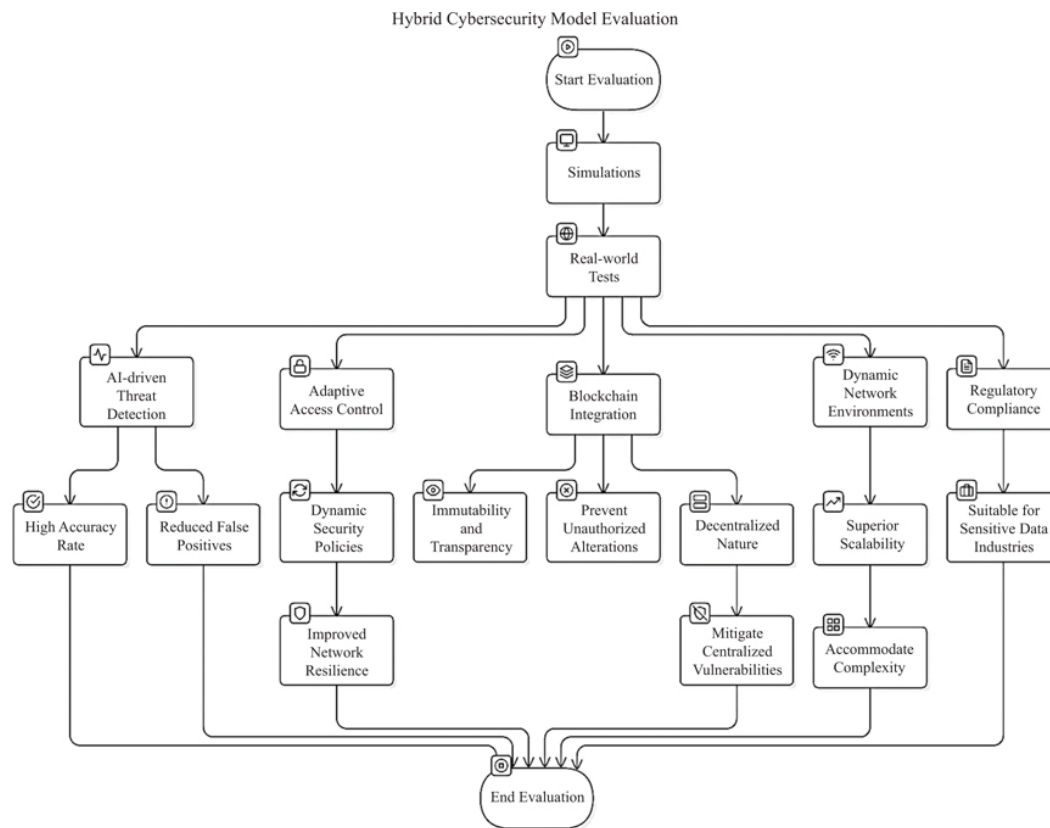 Hybrid Cybersecurity Model Evaluation
Start Evaluation
Simulations
Real-world
Tests
AI-driven
Threat
Detection
Adaptive
Access Control
Blockchain
Integration
Dynamic
Network
Environments
Regulatory
Compliance
High Accuracy
Rate
Reduced False
Positives
Dynamic
Security
Policies
Immutability
and
Transparency
Prevent
Unauthorized
Alterations
Decentralized
Nature
Superior
Scalability
Suitable for
Sensitive Data
Industries
Improved
Network
Resilience
Mitigate
Centralized
Vulnerabilities
Accommodate
Complexity
End Evaluation